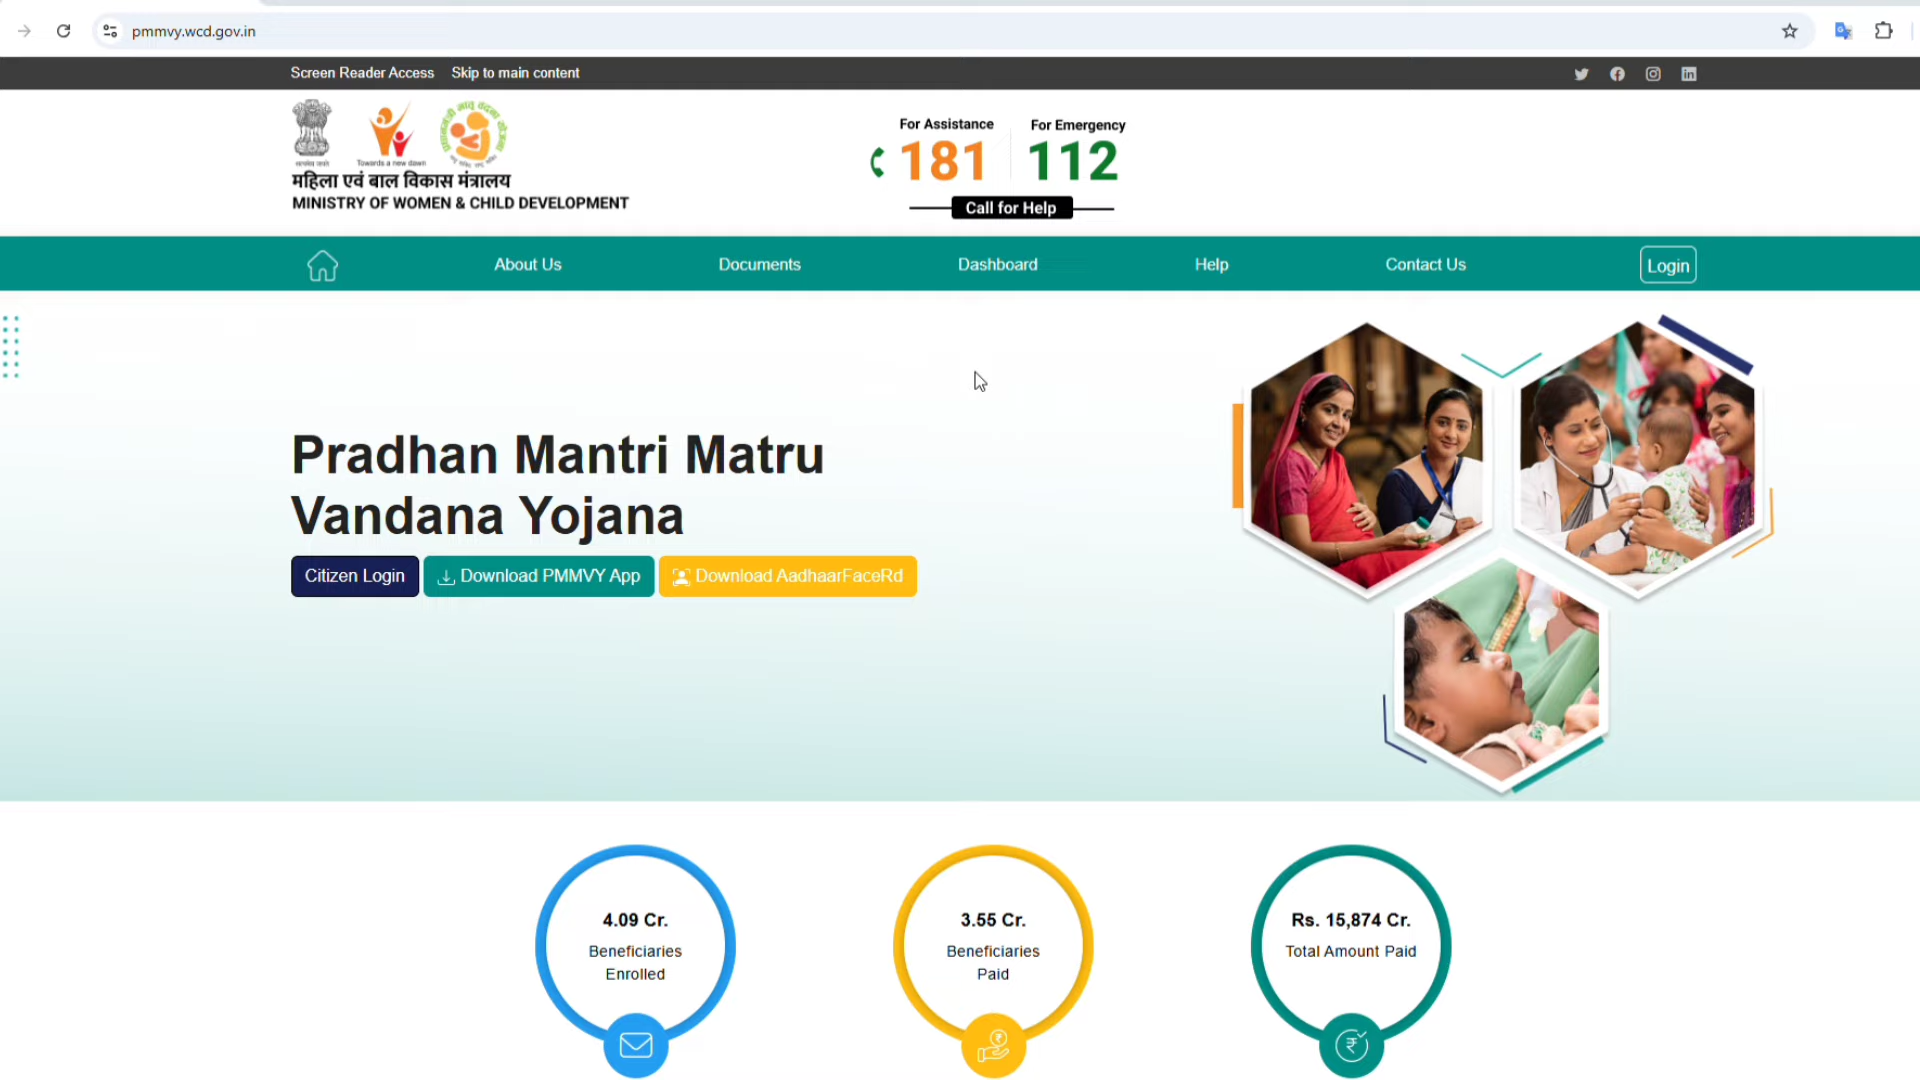 pmmvy.wcd.gov.in
Screen Reader Access Skip to main content
Towards a new dawn
महिला एवं बाल विकास मंत्रालय
MINISTRY OF WOMEN & CHILD DEVELOPMENT
For Assistance For Emergency
181 112
Call for Help
About Us Documents Dashboard Help Contact Us Login
Pradhan Mantri Matru
Vandana Yojana
Citizen Login Download PMMVY App Download AadhaarFaceRd
4.09 Cr.
Beneficiaries
Enrolled
3.55 Cr.
Beneficiaries
Paid
Rs. 15,874 Cr.
Total Amount Paid